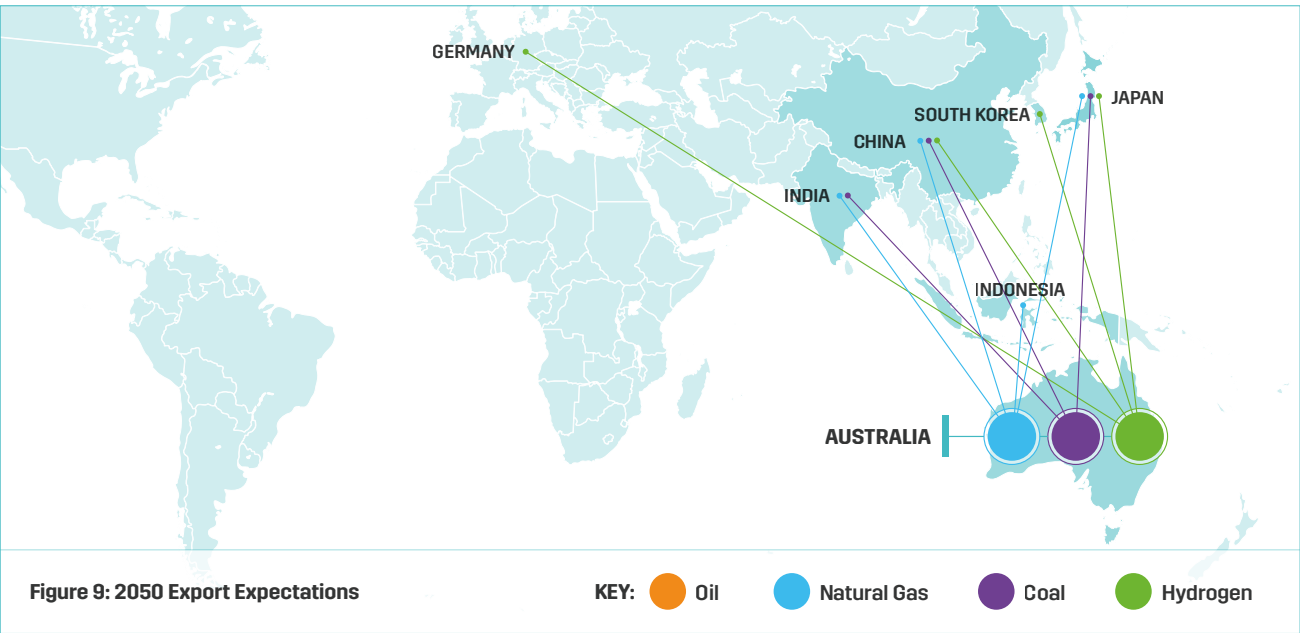 GERMANY
JAPAN
SOUTH KOREA
CHINA
INDIA
INDONESIA
AUSTRALIA
Figure 9: 2050 Export Expectations
KEY: Oil Natural Gas Coal Hydrogen